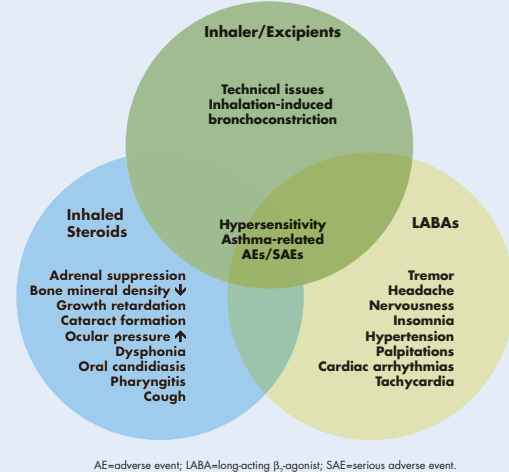 Inhaler/Excipients
Technical issues
Inhalation-induced
bronchoconstriction
Hypersensitivity
Asthma-related
AEs/SAEs
Inhaled
Steroids
Adrenal suppression
Bone mineral density ↓
Growth retardation
Cataract formation
Ocular pressure ↑
Dysphonia
Oral candidiasis
Pharyngitis
Cough
LABAs
Tremor
Headache
Nervousness
Insomnia
Hypertension
Palpitations
Cardiac arrhythmias
Tachycardia
AE=adverse event; LABA=long-acting β₂-agonist; SAE=serious adverse event.